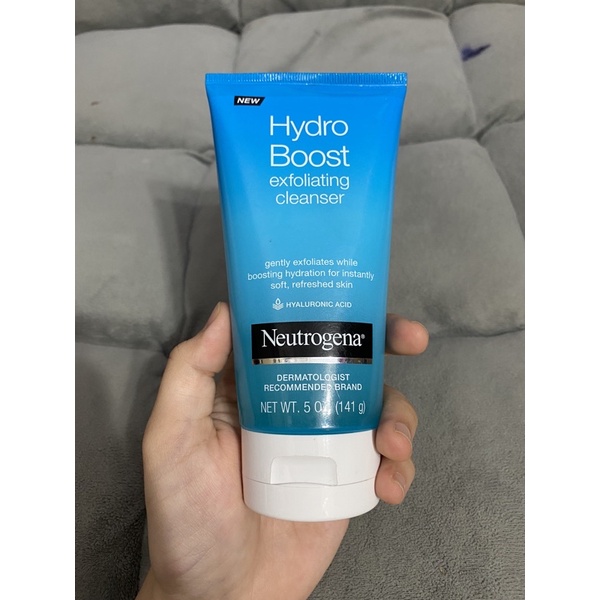 NEW
Hydro
Boost
exfoliating
cleanser
gently exfoliates while
boosting hydration for instantly
soft, refreshed skin
HYALURONIC ACID
Neutrogena®
DERMATOLOGIST
RECOMMENDED BRAND
NET WT. 5 OZ. (141 g)